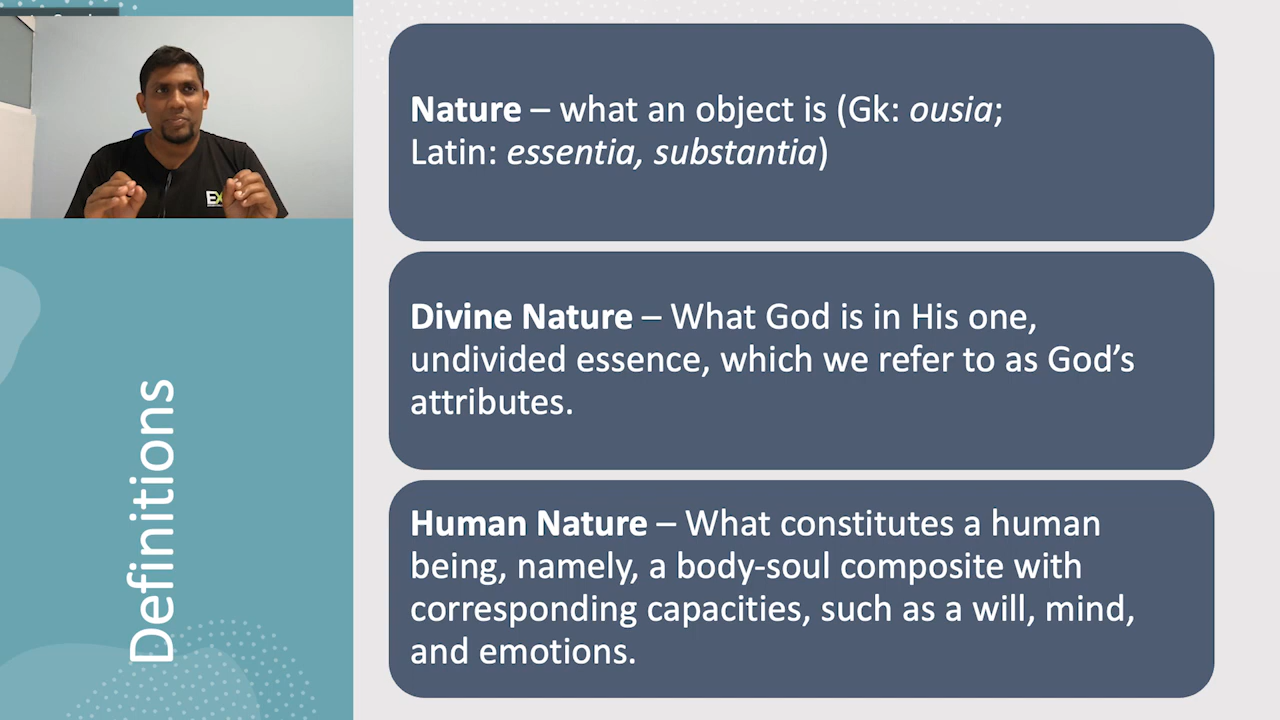 Nature – what an object is (Gk: ousia;
Latin: essentia, substantia)
Divine Nature – What God is in His one,
undivided essence, which we refer to as God’s
attributes.
Human Nature – What constitutes a human
being, namely, a body-soul composite with
corresponding capacities, such as a will, mind,
and emotions.
Definitions
EX